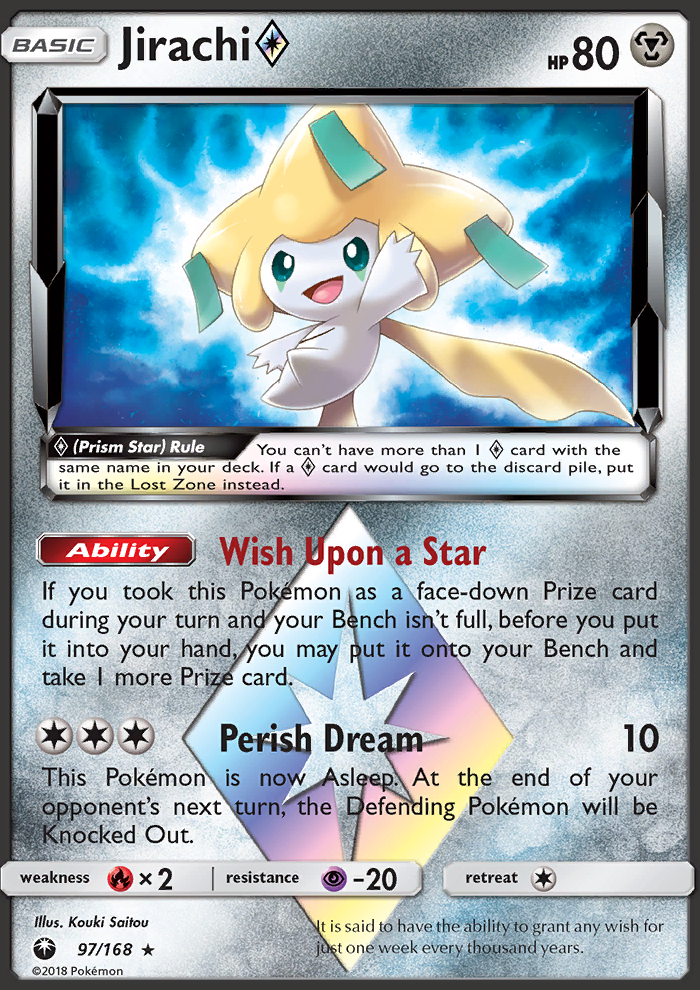 BASIC Jirachi HP 80
(Prism Star) Rule You can't have more than 1 card with the
same name in your deck. If a card would go to the discard pile, put
it in the Lost Zone instead.
Ability Wish Upon a Star
If you took this Pokémon as a face-down Prize card
during your turn and your Bench isn't full, before you put
it into your hand, you may put it onto your Bench and
take 1 more Prize card.
Perish Dream 10
This Pokémon is now Asleep. At the end of your
opponent's next turn, the Defending Pokémon will be
Knocked Out.
weakness ×2 resistance -20 retreat
Illus. Kouki Saitou
97/168 ★
©2018 Pokémon
It is said to have the ability to grant any wish for
just one week every thousand years.